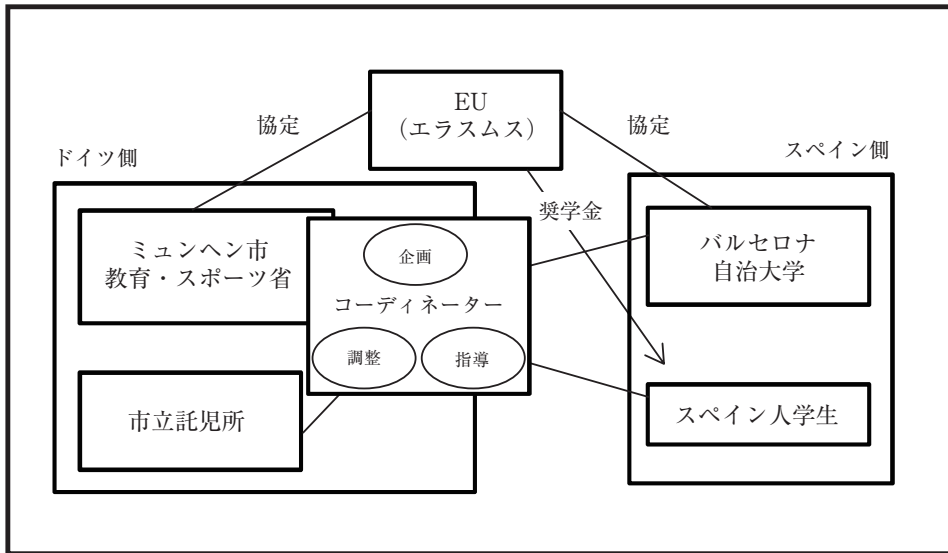 EU
（エラスムス）
協定
協定
ドイツ側
スペイン側
奨学金
ミュンヘン市
教育・スポーツ省
企画
コーディネーター
調整
指導
バルセロナ
自治大学
市立託児所
スペイン人学生